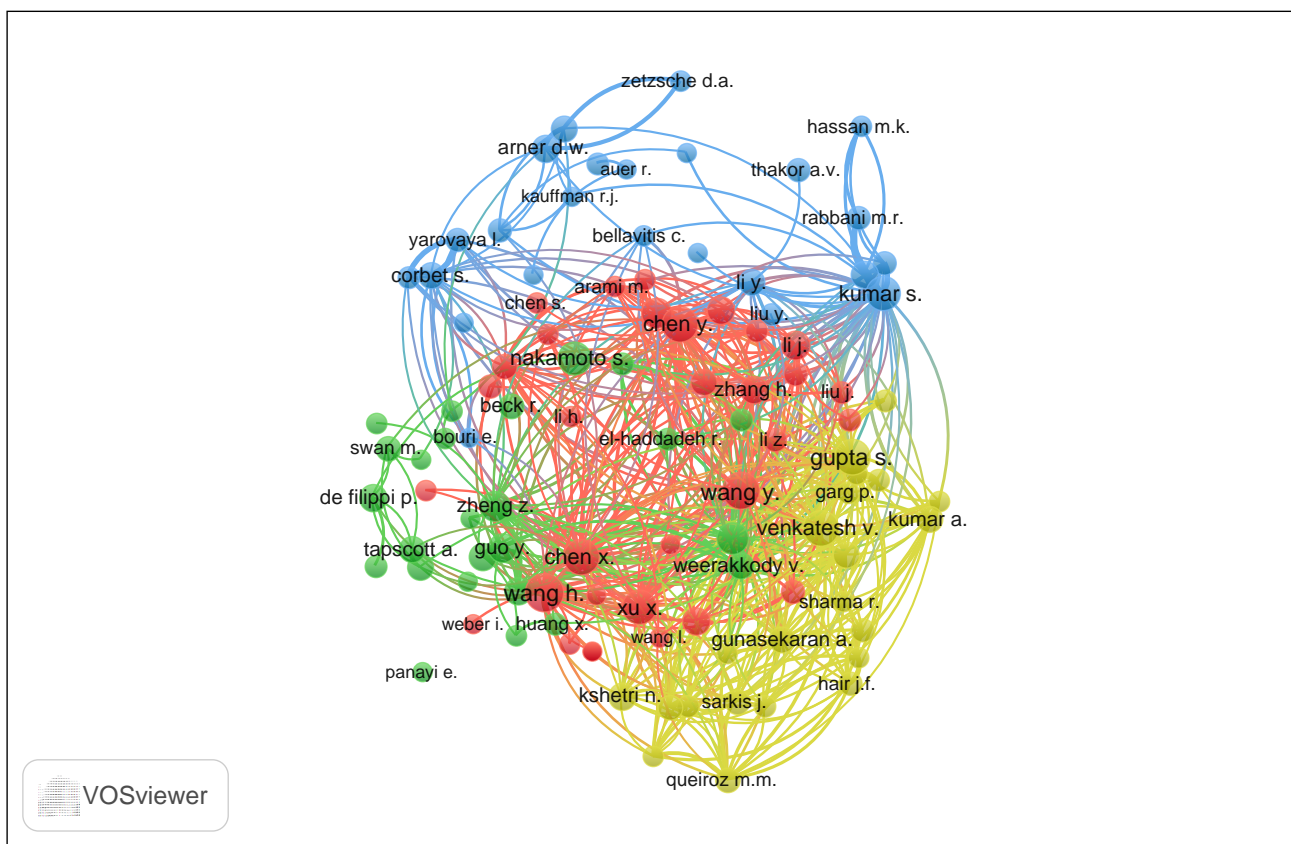 zetzsche d.a.
hassan m.k.
arner d.w.
auer r.
thakor a.v.
kauffman r.j.
rabbani m.r.
yarovaya l.
bellavitis c.
corbet s.
arami m.
li y.
kumar s.
chen s.
liu y.
chen y.
li j.
nakamoto s.
zhang h.
liu j.
beck r.
li h.
bouri e.
el-haddadeh r.
li z.
swan m.
gupta s.
garg p.
de filippi p.
wang y.
zheng z.
venkatesh v.
kumar a.
tapscott a.
guo y.
chen x.
weerakkody v.
wang h.
xu x.
sharma r.
weber i.
huang x.
wang l.
gunasekaran a.
panayi e.
hair j.f.
kshetri n.
sarkis j.
queiroz m.m.
VOSviewer